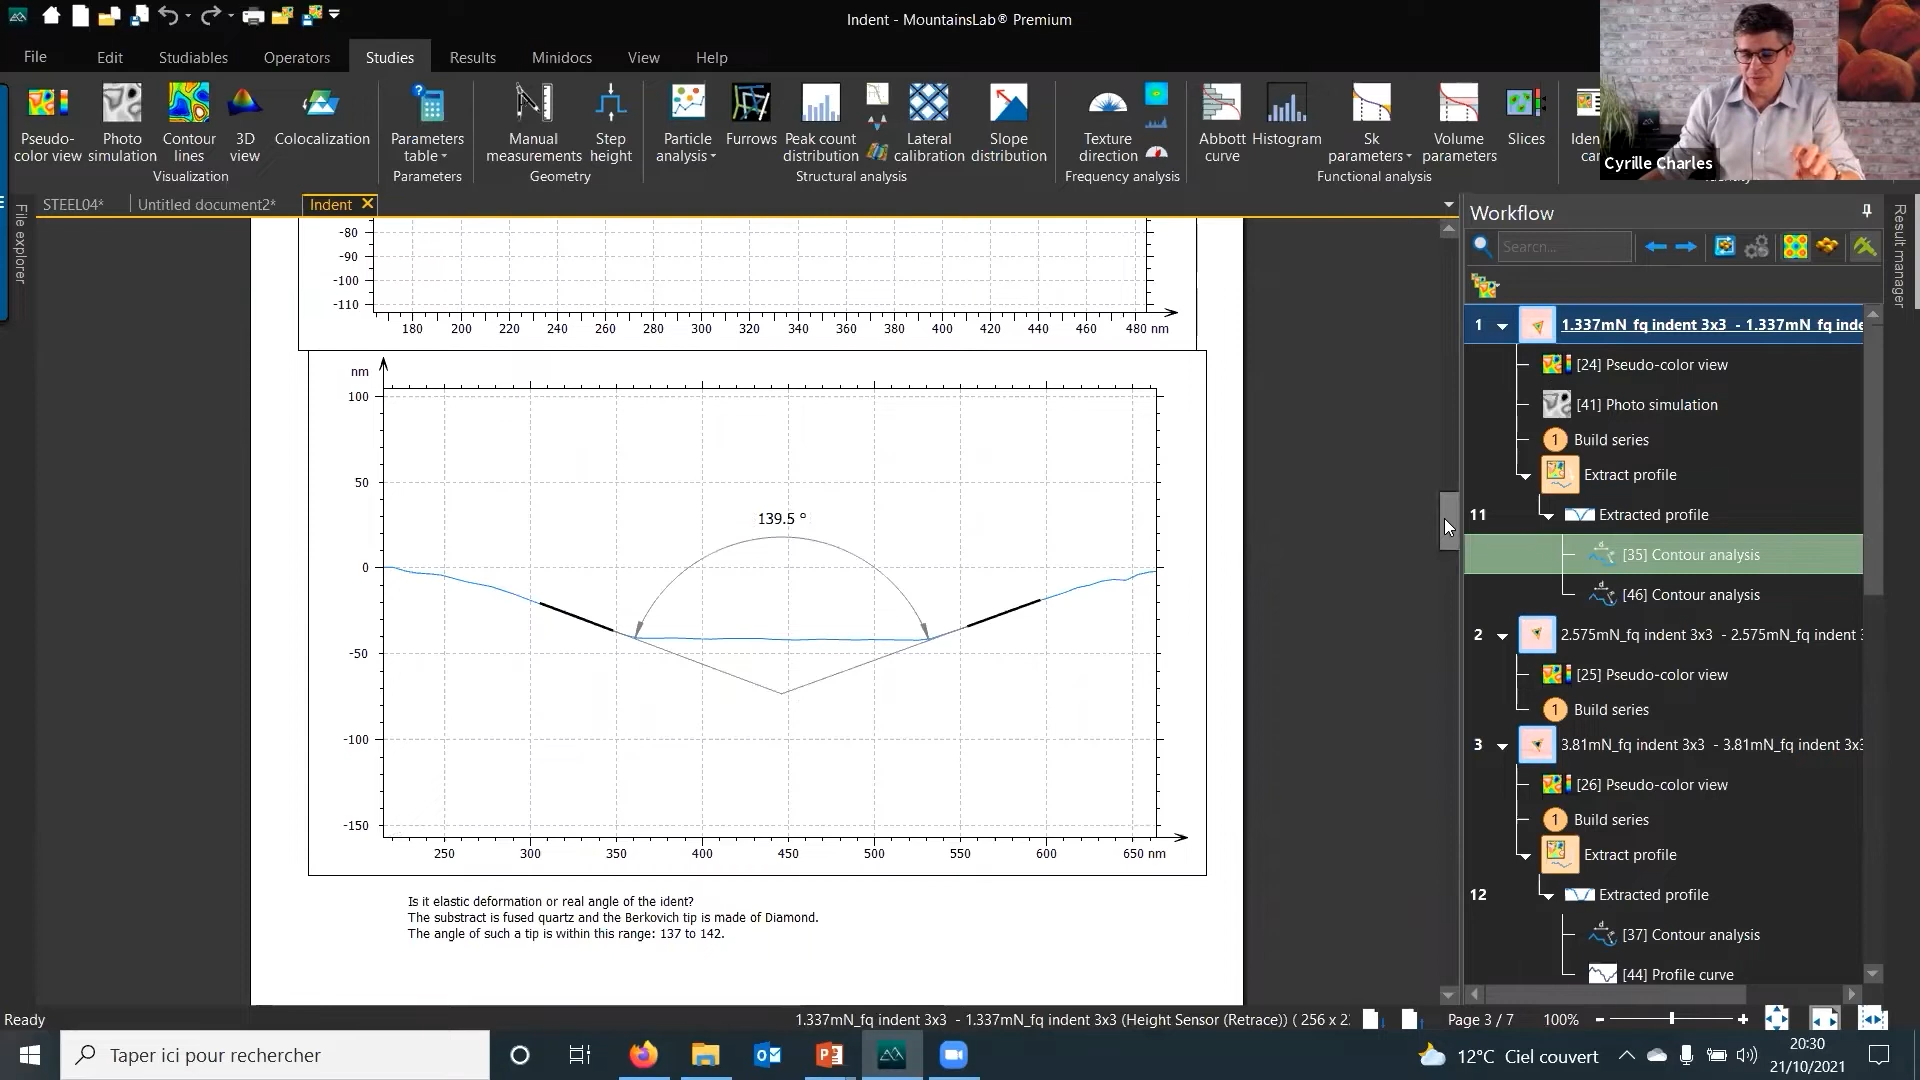 Indent - MountainsLab® Premium
File Edit Studiables Operators Studies Results Minidocs View Help
Pseudo-color view
Photo simulation
Contour lines
3D view
Colocalization
Parameters table
Manual measurements
Step height
Particle analysis
Furrows
Peak count distribution
Lateral calibration
Slope distribution
Texture direction
Abbott curve
Histogram
Sk parameters
Volume parameters
Slices
Visualization Parameters Geometry Structural analysis Frequency analysis Functional analysis
Cyrille Charles
STEEL04* Untitled document2* Indent
File explorer
-80
-90
-100
-110
180 200 220 240 260 280 300 320 340 360 380 400 420 440 460 480 nm
nm
100
50
0
-50
-100
-150
139.5 °
250 300 350 400 450 500 550 600 650 nm
Is it elastic deformation or real angle of the ident?
The substract is fused quartz and the Berkovich tip is made of Diamond.
The angle of such a tip is within this range: 137 to 142.
Workflow
Search...
Result manager
1 1.337mN_fq indent 3x3 - 1.337mN_fq inde
[24] Pseudo-color view
[41] Photo simulation
1 Build series
Extract profile
11 Extracted profile
[35] Contour analysis
[46] Contour analysis
2 2.575mN_fq indent 3x3 - 2.575mN_fq indent
[25] Pseudo-color view
1 Build series
3 3.81mN_fq indent 3x3 - 3.81mN_fq indent 3x3
[26] Pseudo-color view
1 Build series
Extract profile
12 Extracted profile
[37] Contour analysis
[44] Profile curve
Ready
1.337mN_fq indent 3x3 - 1.337mN_fq indent 3x3 (Height Sensor (Retrace)) ( 256 x 2
Page 3 / 7 100%
Taper ici pour rechercher
12°C Ciel couvert
20:30
21/10/2021